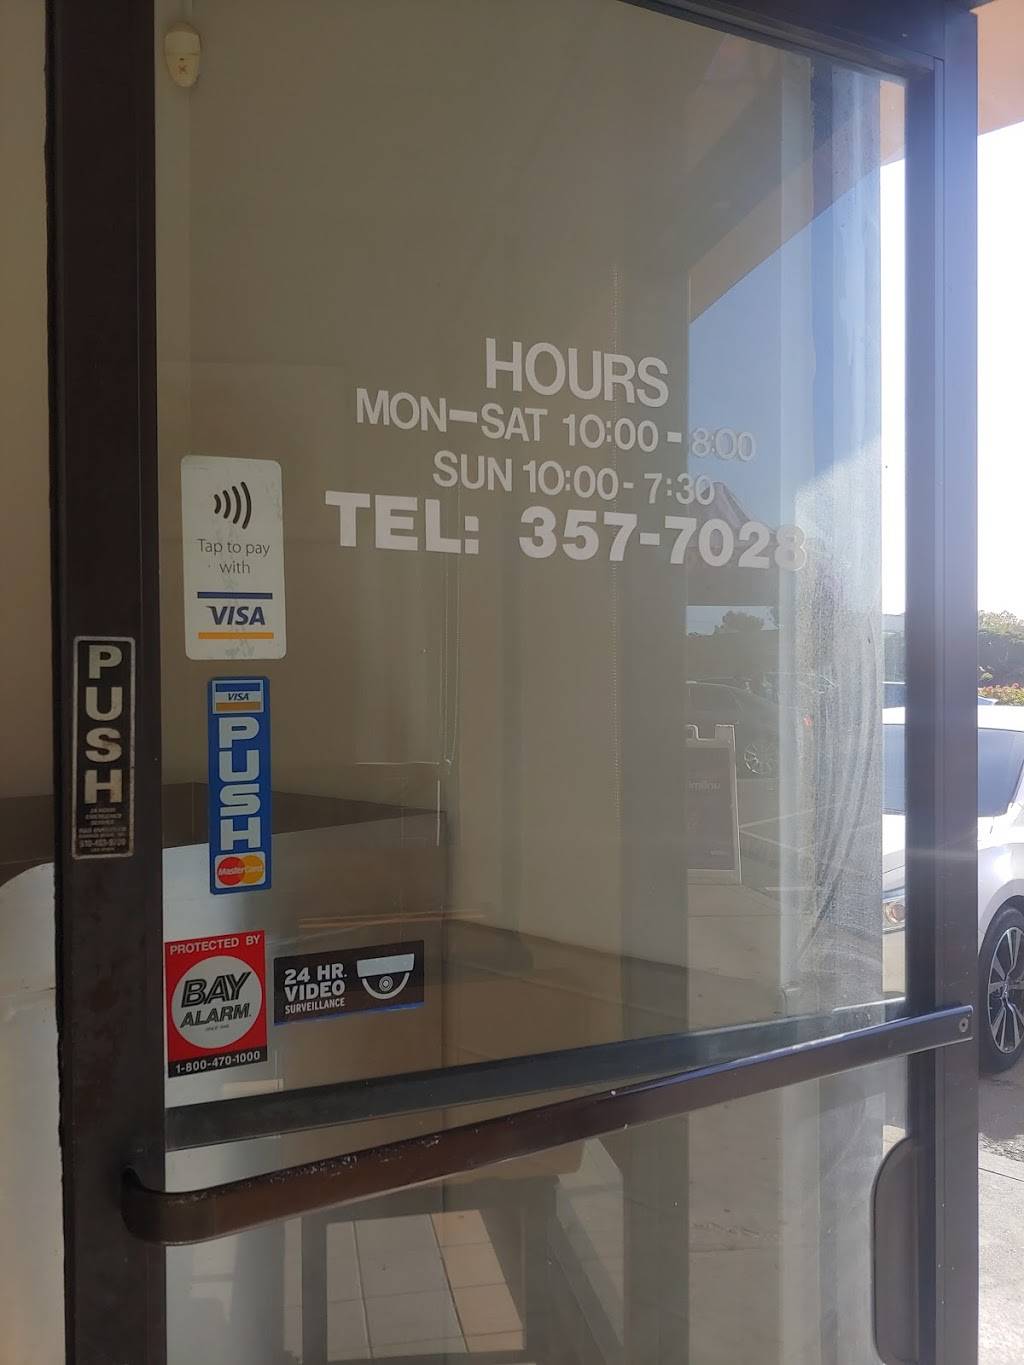 HOURS
MON-SAT 10:00 - 8:00
SUN 10:00 - 7:30
TEL: 357-7028
Tap to pay
with
VISA
PUSH
VISA
PUSH
MasterCard
PROTECTED BY
BAY
ALARM
1-800-470-1000
24 HR.
VIDEO
SURVEILLANCE